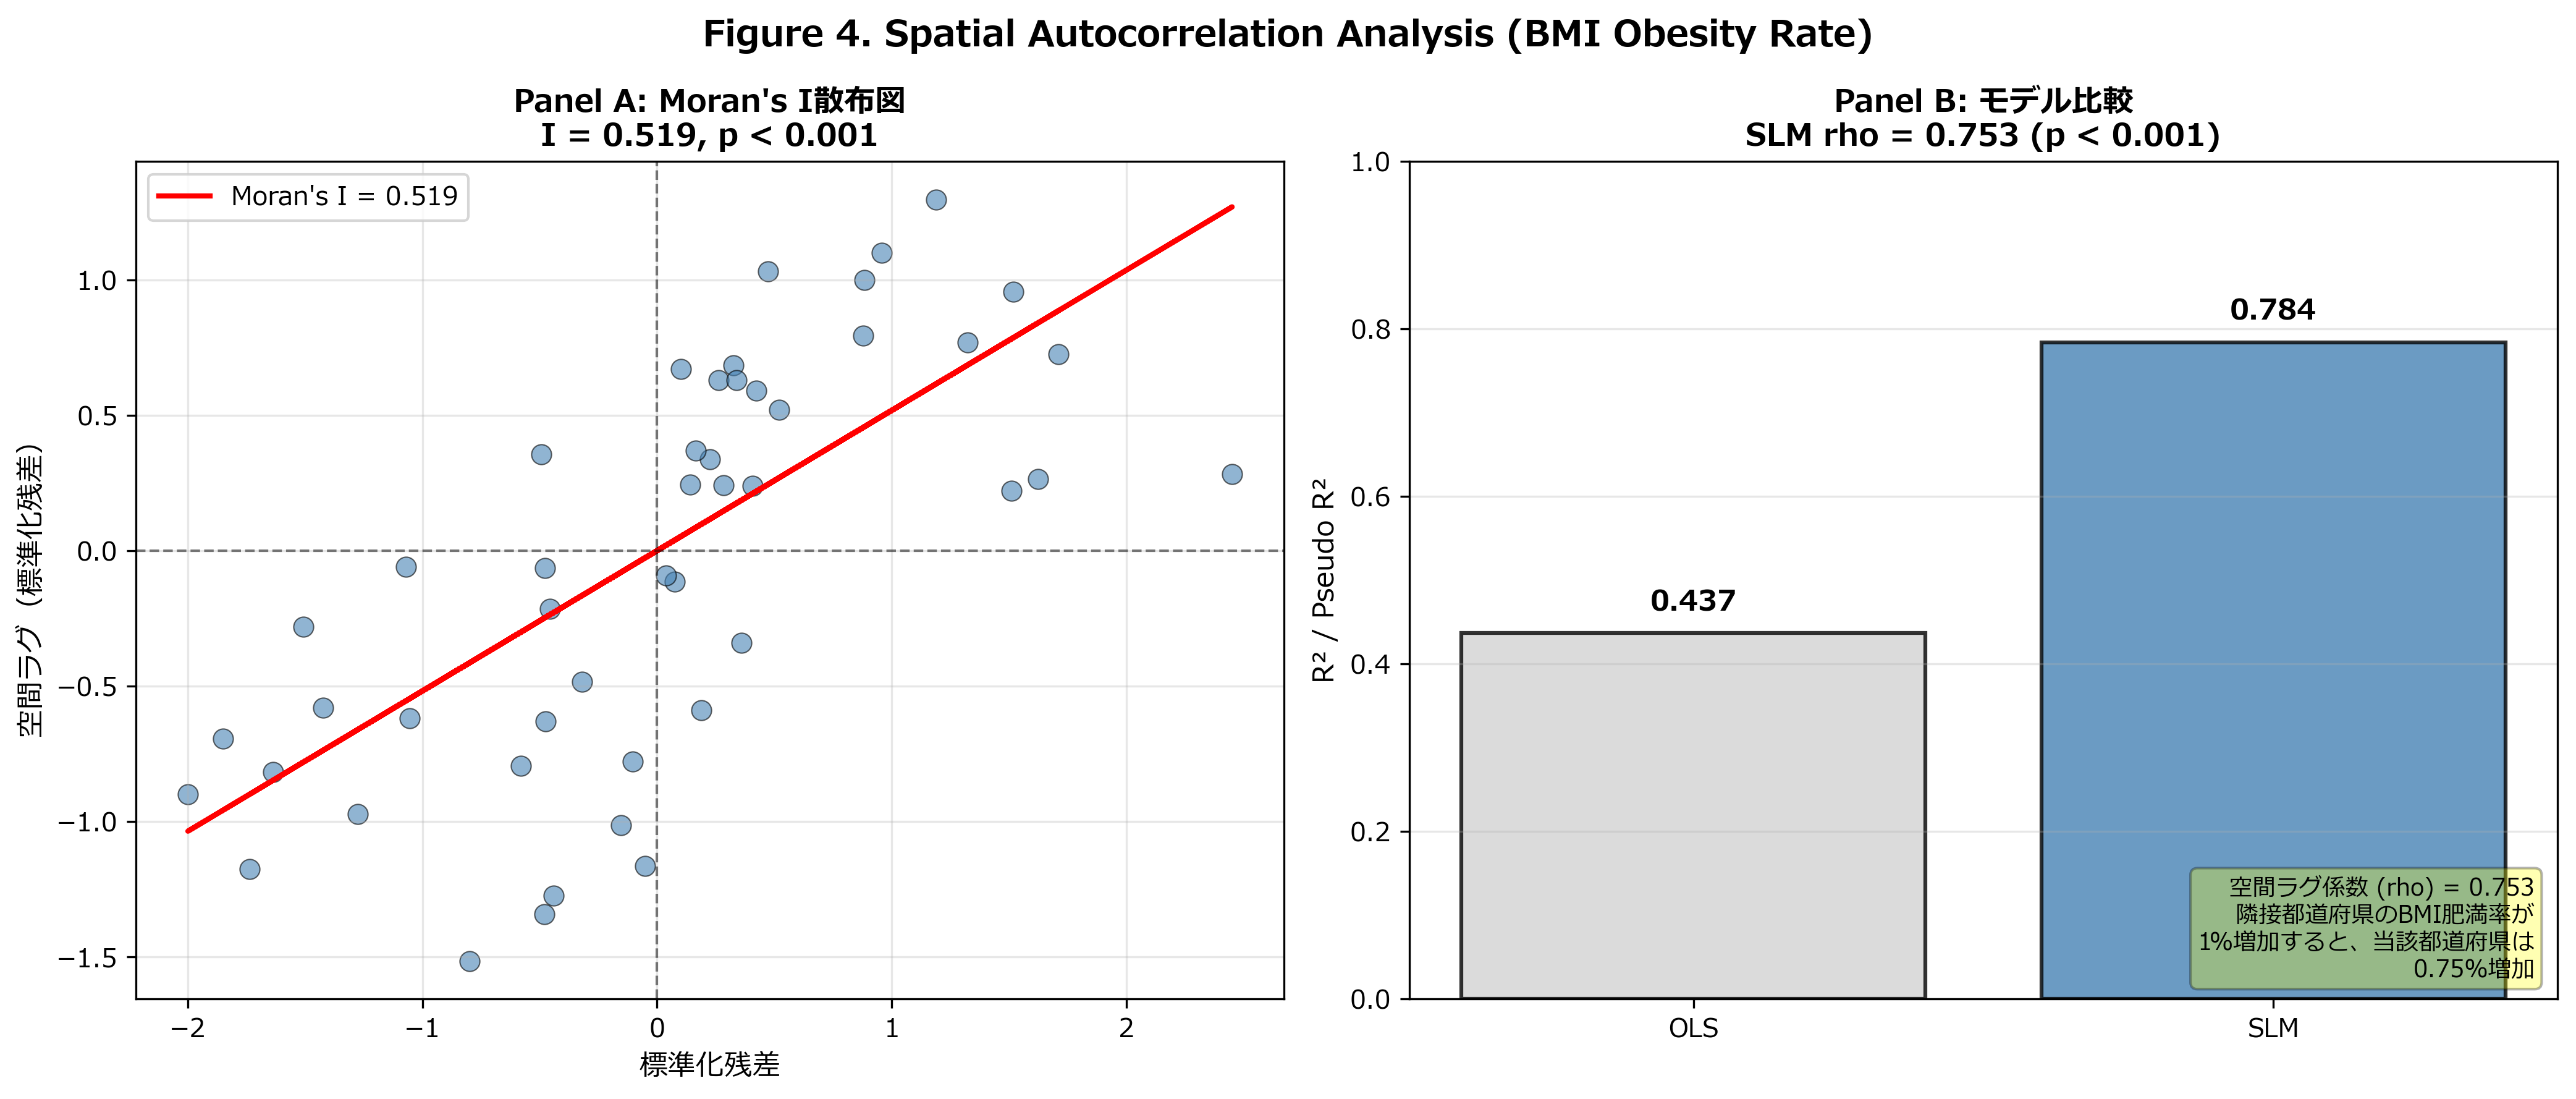 Figure 4. Spatial Autocorrelation Analysis (BMI Obesity Rate)
Panel A: Moran's I散布図
I = 0.519, p < 0.001
Moran's I = 0.519
空間ラグ（標準化残差）
1.0
0.5
0.0
−0.5
−1.0
−1.5
−2
−1
0
1
2
標準化残差
Panel B: モデル比較
SLM rho = 0.753 (p < 0.001)
R² / Pseudo R²
1.0
0.8
0.6
0.4
0.2
0.0
0.437
0.784
空間ラグ係数 (rho) = 0.753
隣接都道府県のBMI肥満率が
1%増加すると、当該都道府県は
0.75%増加
OLS
SLM